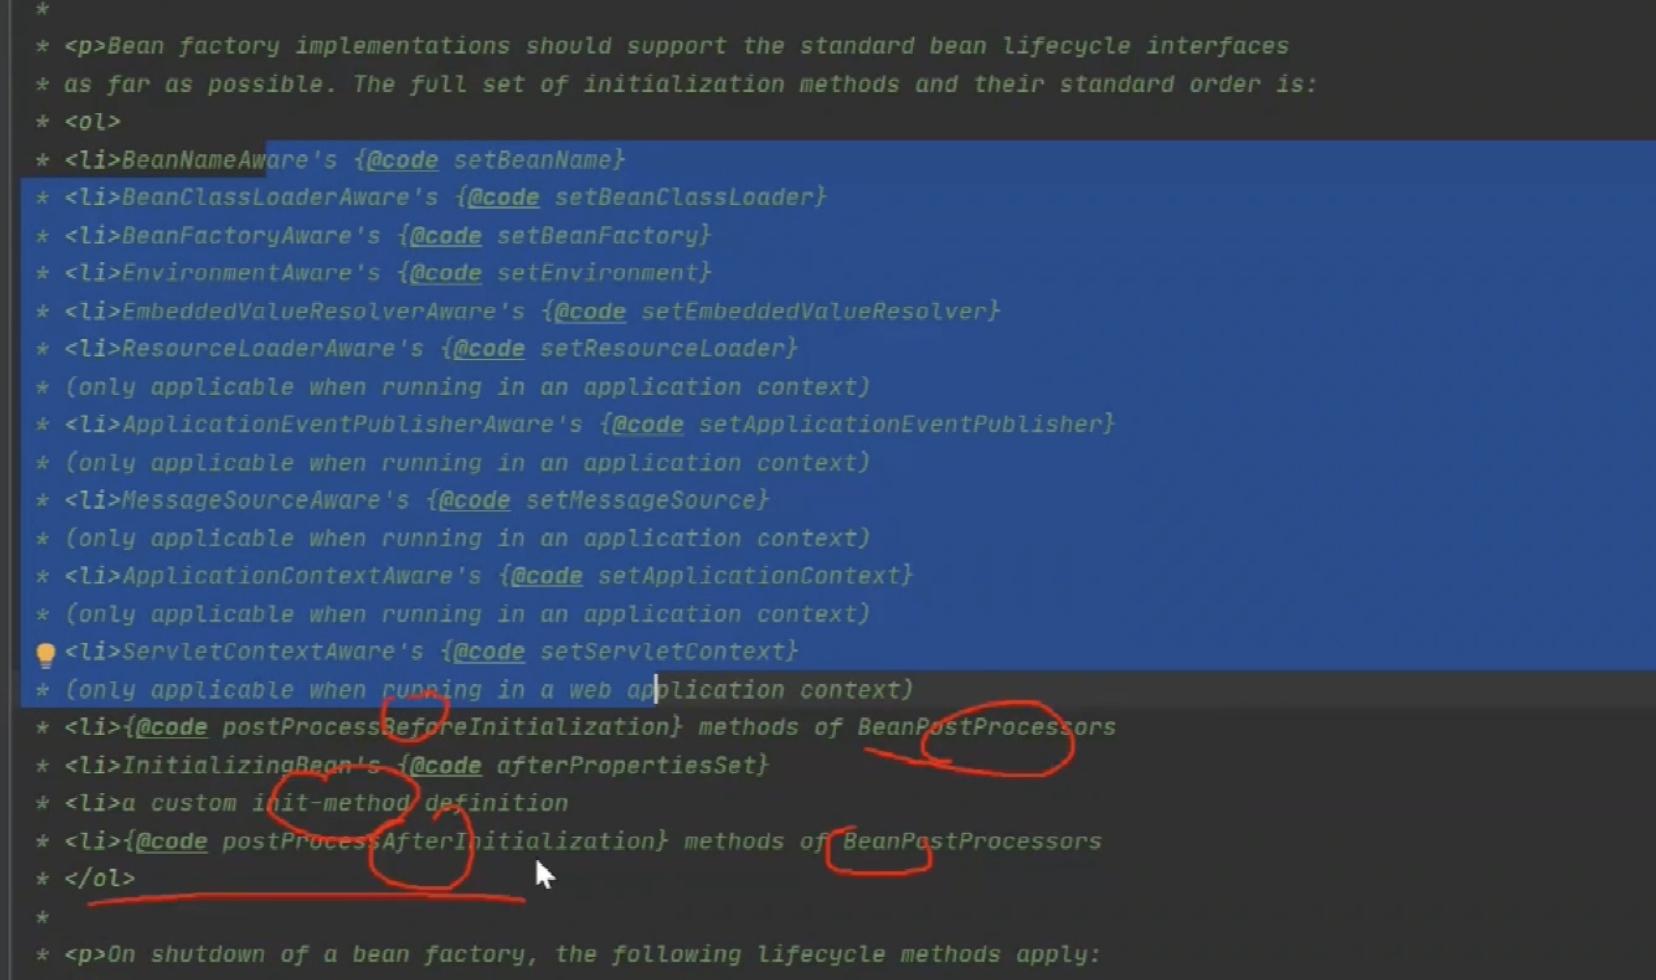 *
* <p>Bean factory implementations should support the standard bean lifecycle interfaces
* as far as possible. The full set of initialization methods and their standard order is:
* <ol>
* <li>BeanNameAware's {@code setBeanName}
* <li>BeanClassLoaderAware's {@code setBeanClassLoader}
* <li>BeanFactoryAware's {@code setBeanFactory}
* <li>EnvironmentAware's {@code setEnvironment}
* <li>EmbeddedValueResolverAware's {@code setEmbeddedValueResolver}
* <li>ResourceLoaderAware's {@code setResourceLoader}
* (only applicable when running in an application context)
* <li>ApplicationEventPublisherAware's {@code setApplicationEventPublisher}
* (only applicable when running in an application context)
* <li>MessageSourceAware's {@code setMessageSource}
* (only applicable when running in an application context)
* <li>ApplicationContextAware's {@code setApplicationContext}
* (only applicable when running in an application context)
* <li>ServletContextAware's {@code setServletContext}
* (only applicable when running in a web application context)
* <li>{@code postProcessBeforeInitialization} methods of BeanPostProcessors
* <li>InitializingBean's {@code afterPropertiesSet}
* <li>a custom init-method definition
* <li>{@code postProcessAfterInitialization} methods of BeanPostProcessors
* </ol>
*
* <p>On shutdown of a bean factory, the following lifecycle methods apply: